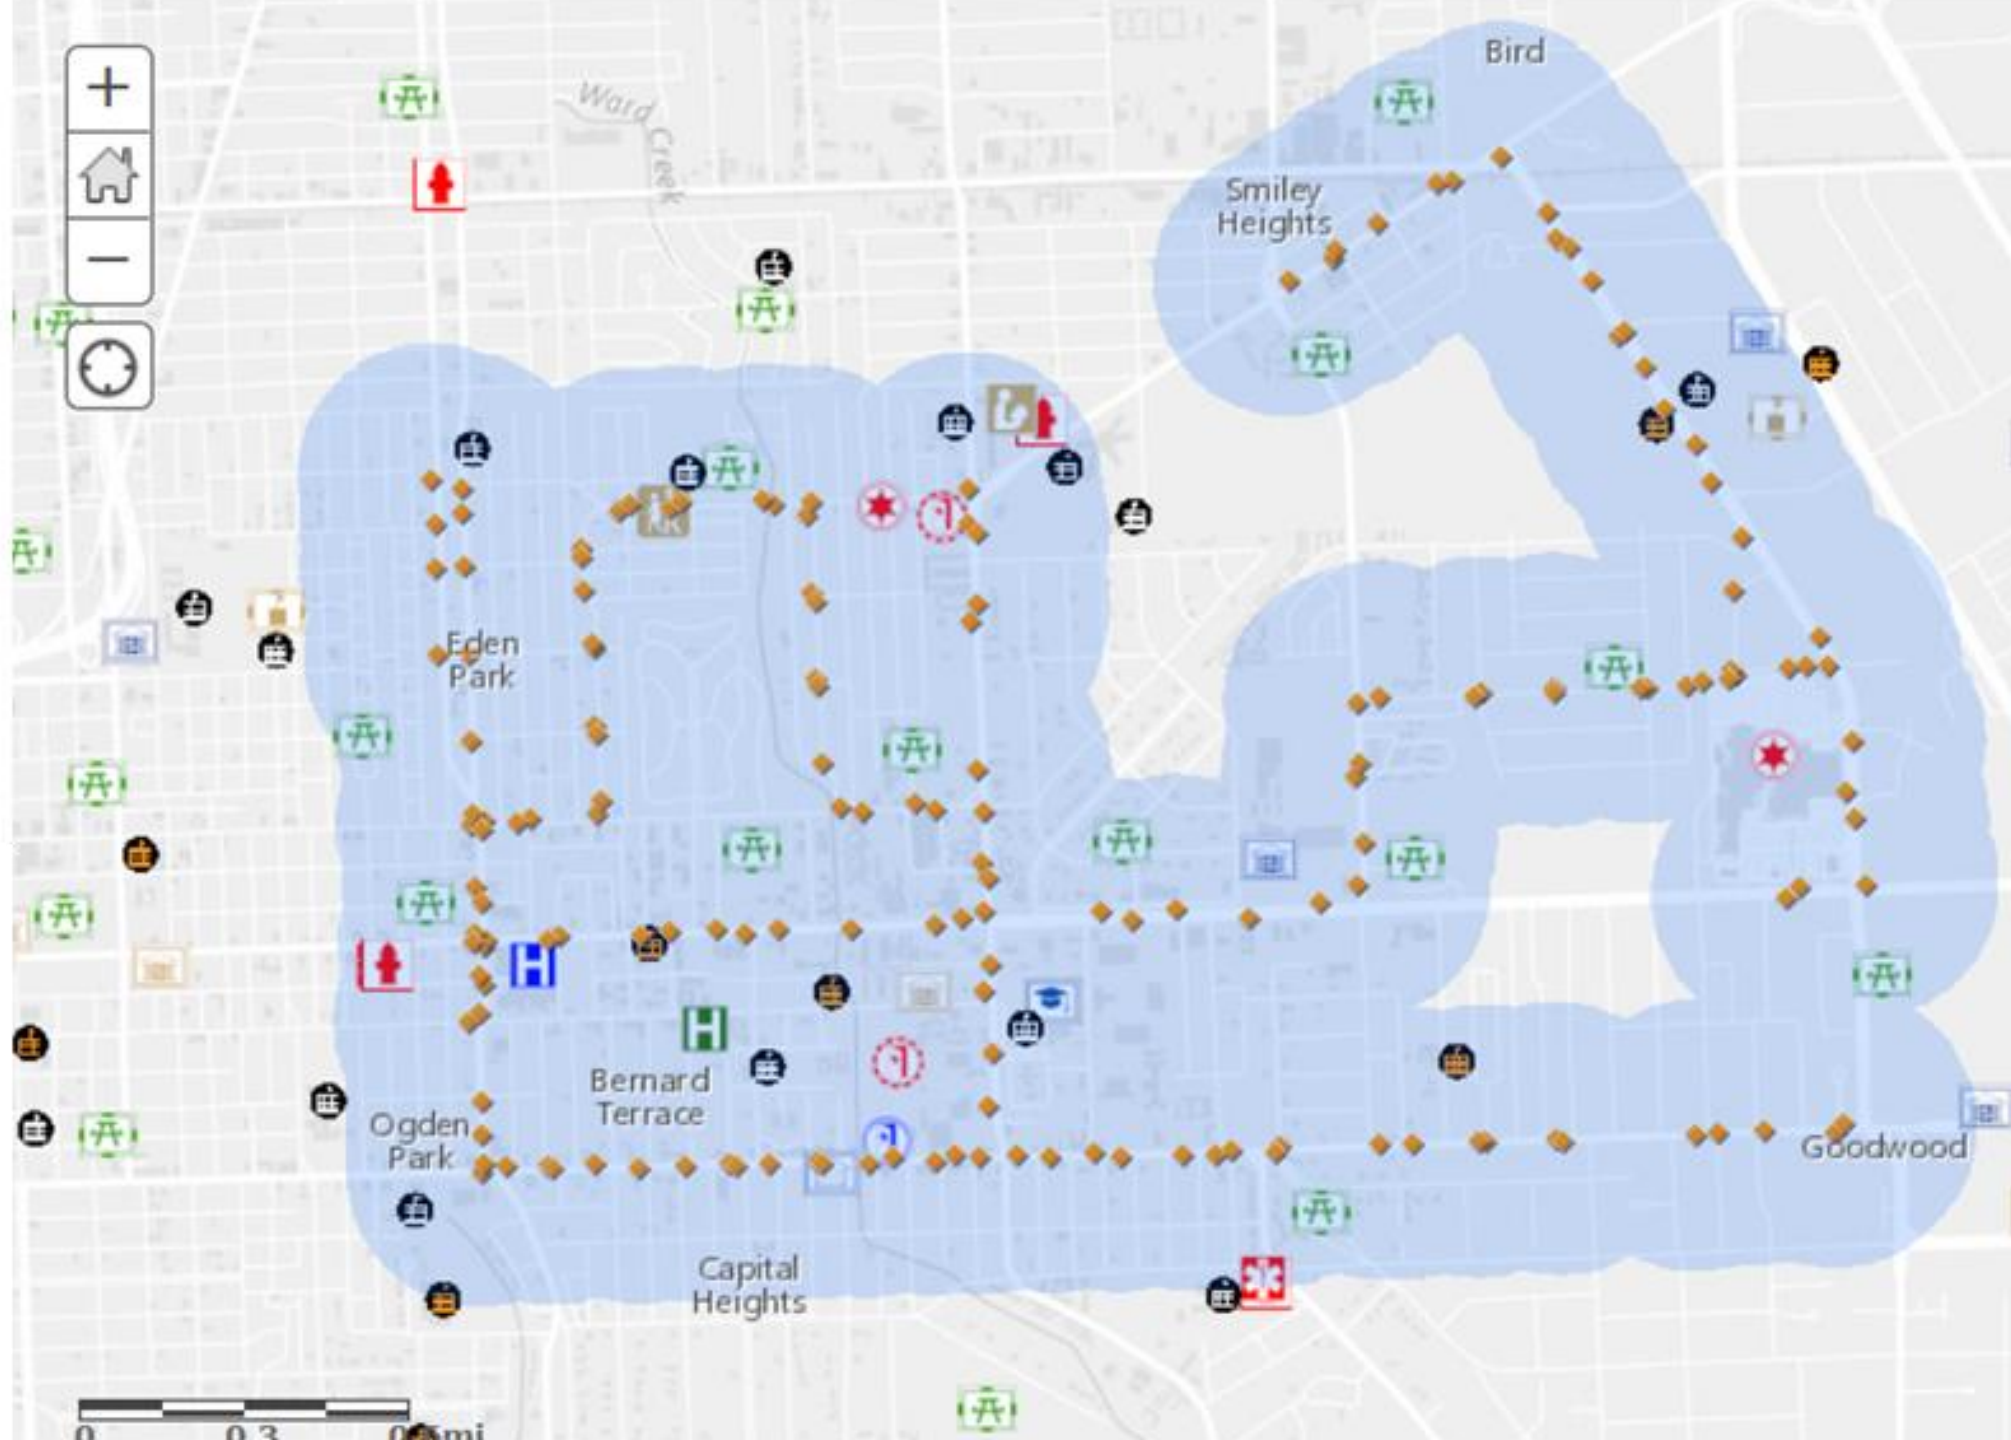 +
−
Bird
Ward Creek
Smiley
Heights
Eden
Park
H
H
Bernard
Terrace
Ogden
Park
Goodwood
Capital
Heights
0
0.3
mi